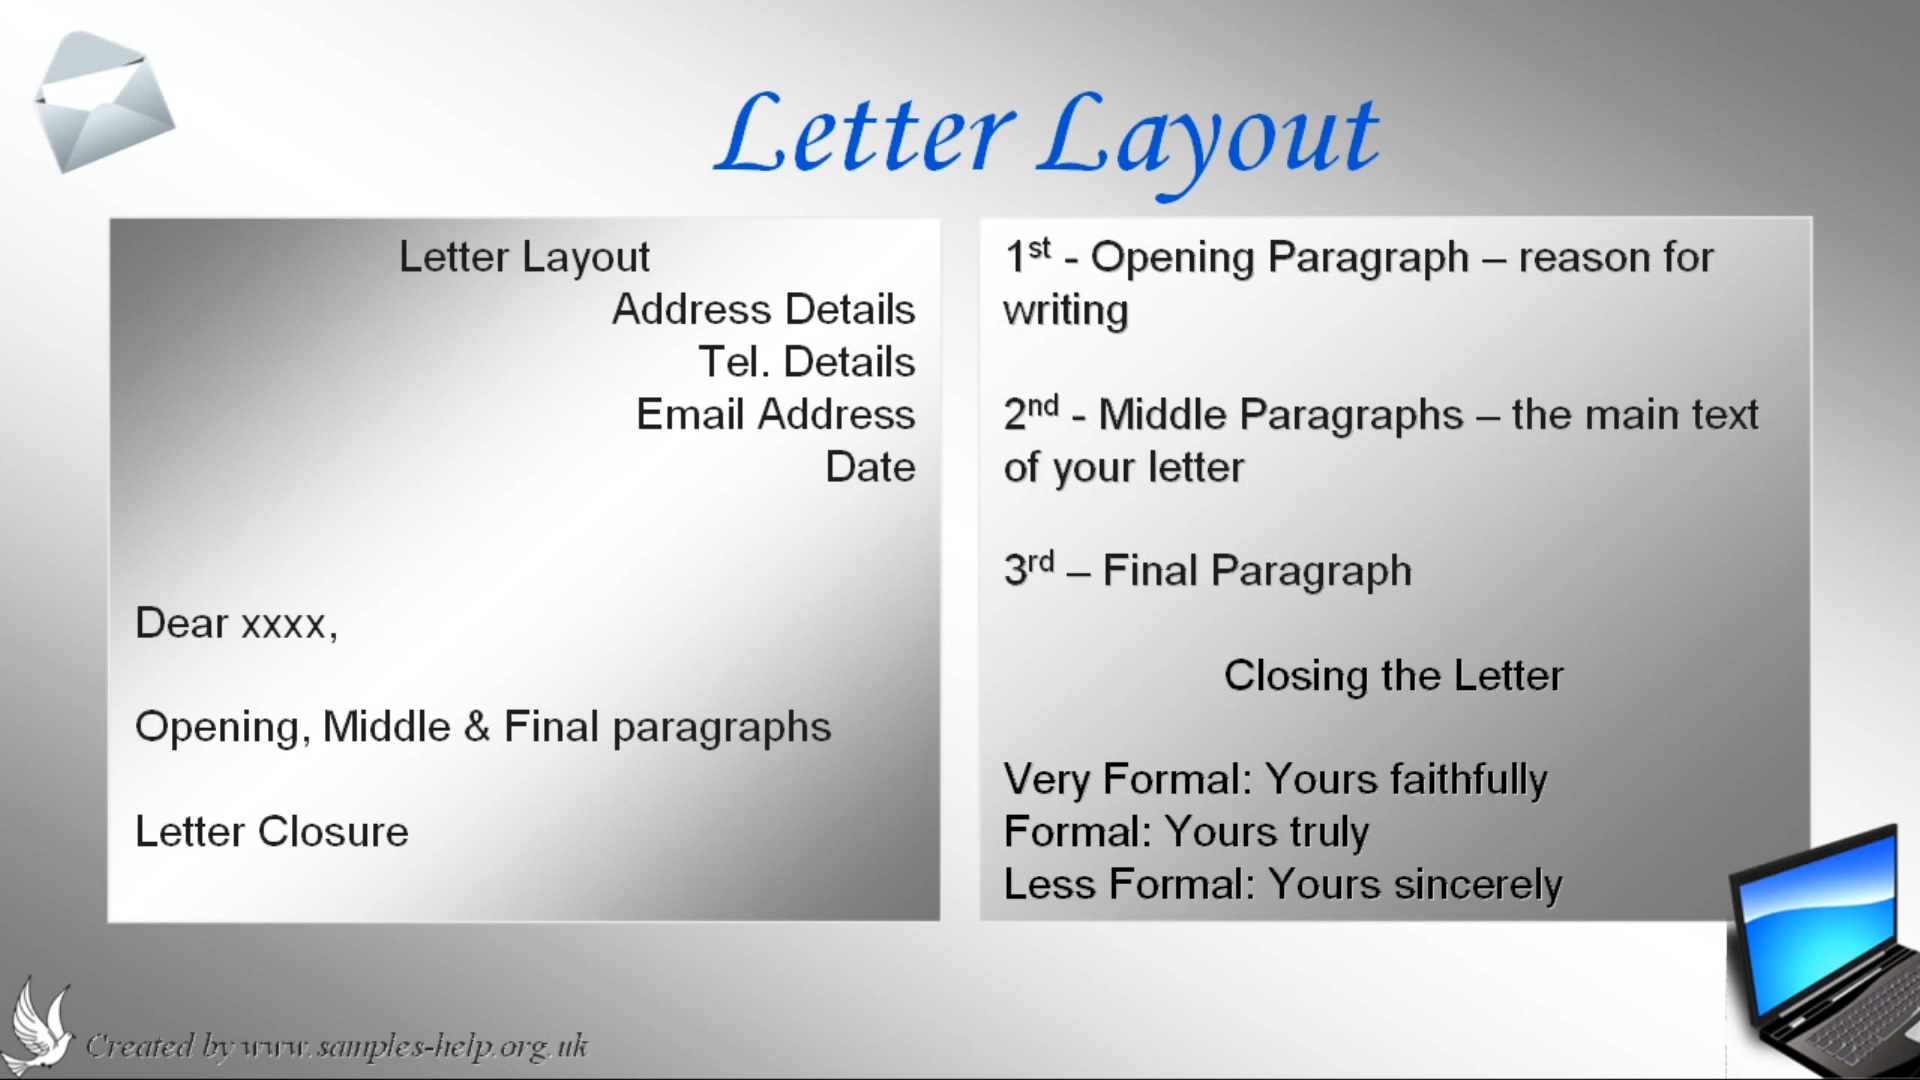 Letter Layout
Letter Layout
Address Details
Tel. Details
Email Address
Date
Dear xxxx,
Opening, Middle & Final paragraphs
Letter Closure
1st - Opening Paragraph – reason for
writing
2nd - Middle Paragraphs – the main text
of your letter
3rd – Final Paragraph
Closing the Letter
Very Formal: Yours faithfully
Formal: Yours truly
Less Formal: Yours sincerely
Created by www.samples-help.org.uk